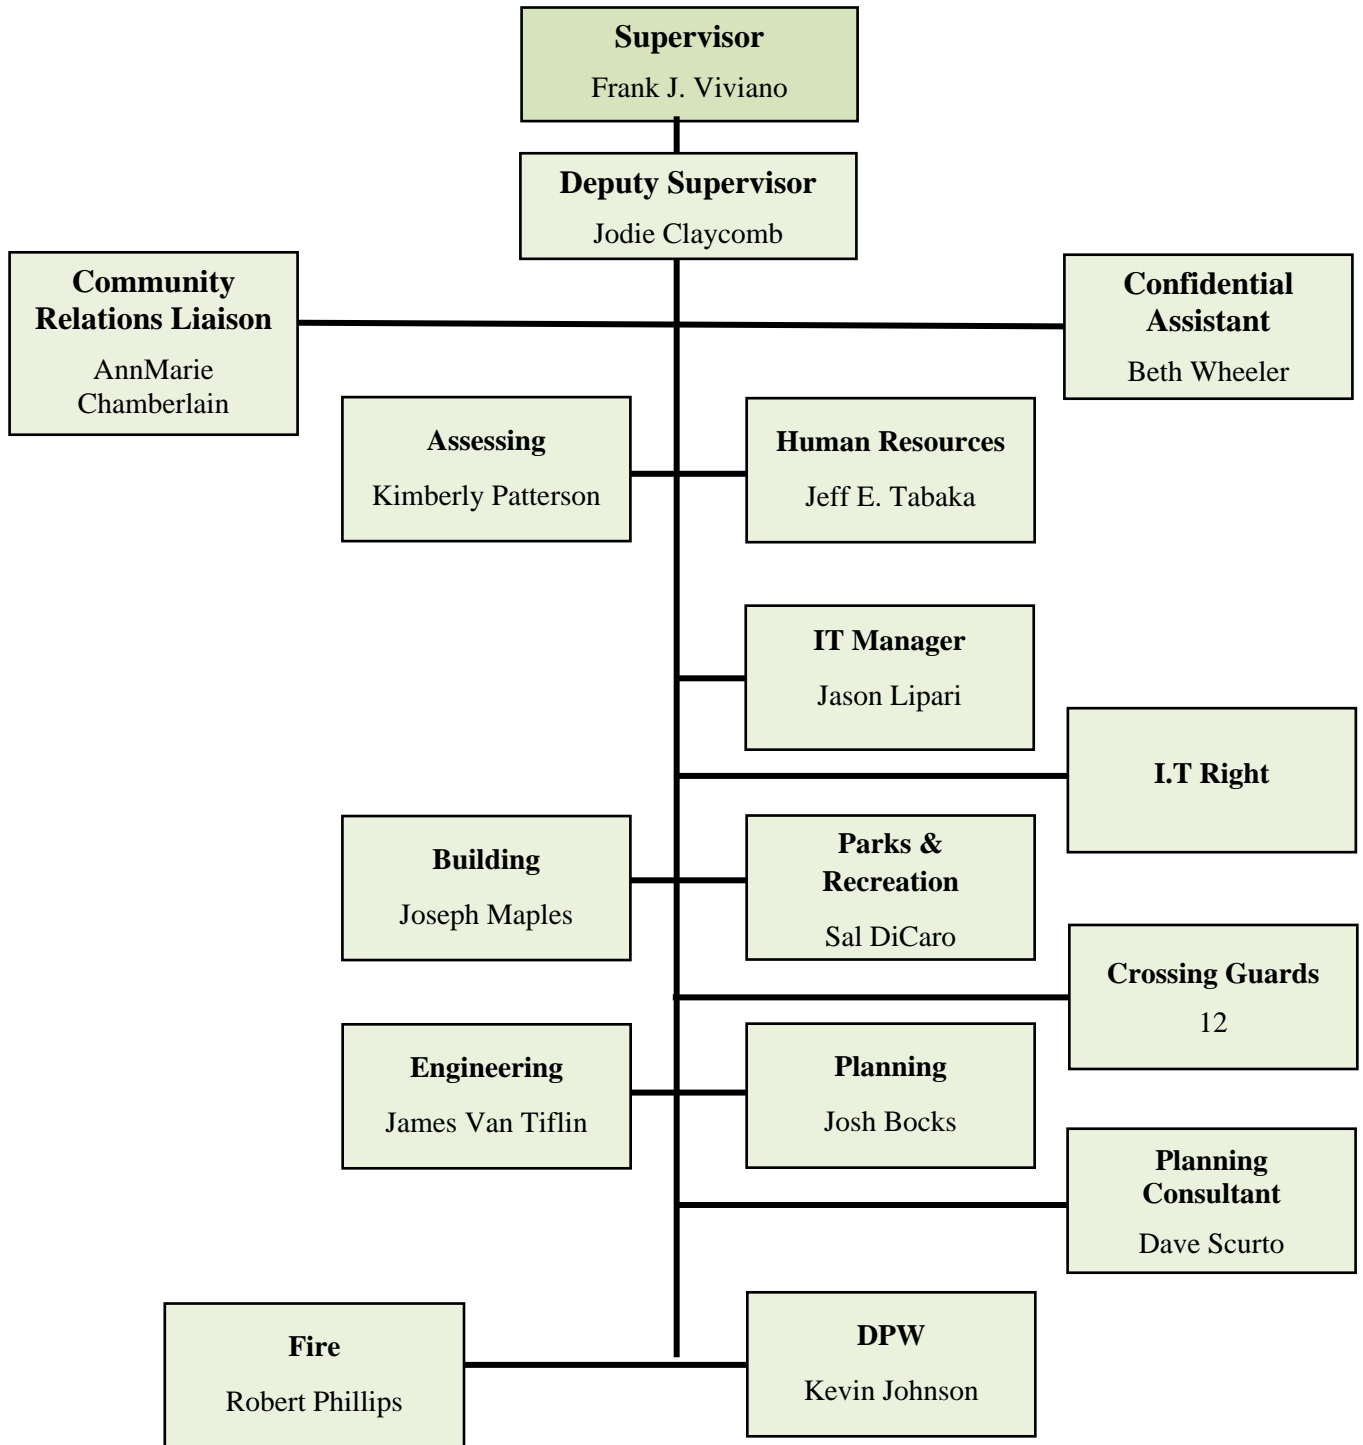 Supervisor
Frank J. Viviano
Deputy Supervisor
Jodie Claycomb
Community
Relations Liaison
AnnMarie
Chamberlain
Confidential
Assistant
Beth Wheeler
Assessing
Kimberly Patterson
Human Resources
Jeff E. Tabaka
IT Manager
Jason Lipari
I.T Right
Building
Joseph Maples
Parks &
Recreation
Sal DiCaro
Crossing Guards
12
Engineering
James Van Tiflin
Planning
Josh Bocks
Planning
Consultant
Dave Scurto
Fire
Robert Phillips
DPW
Kevin Johnson